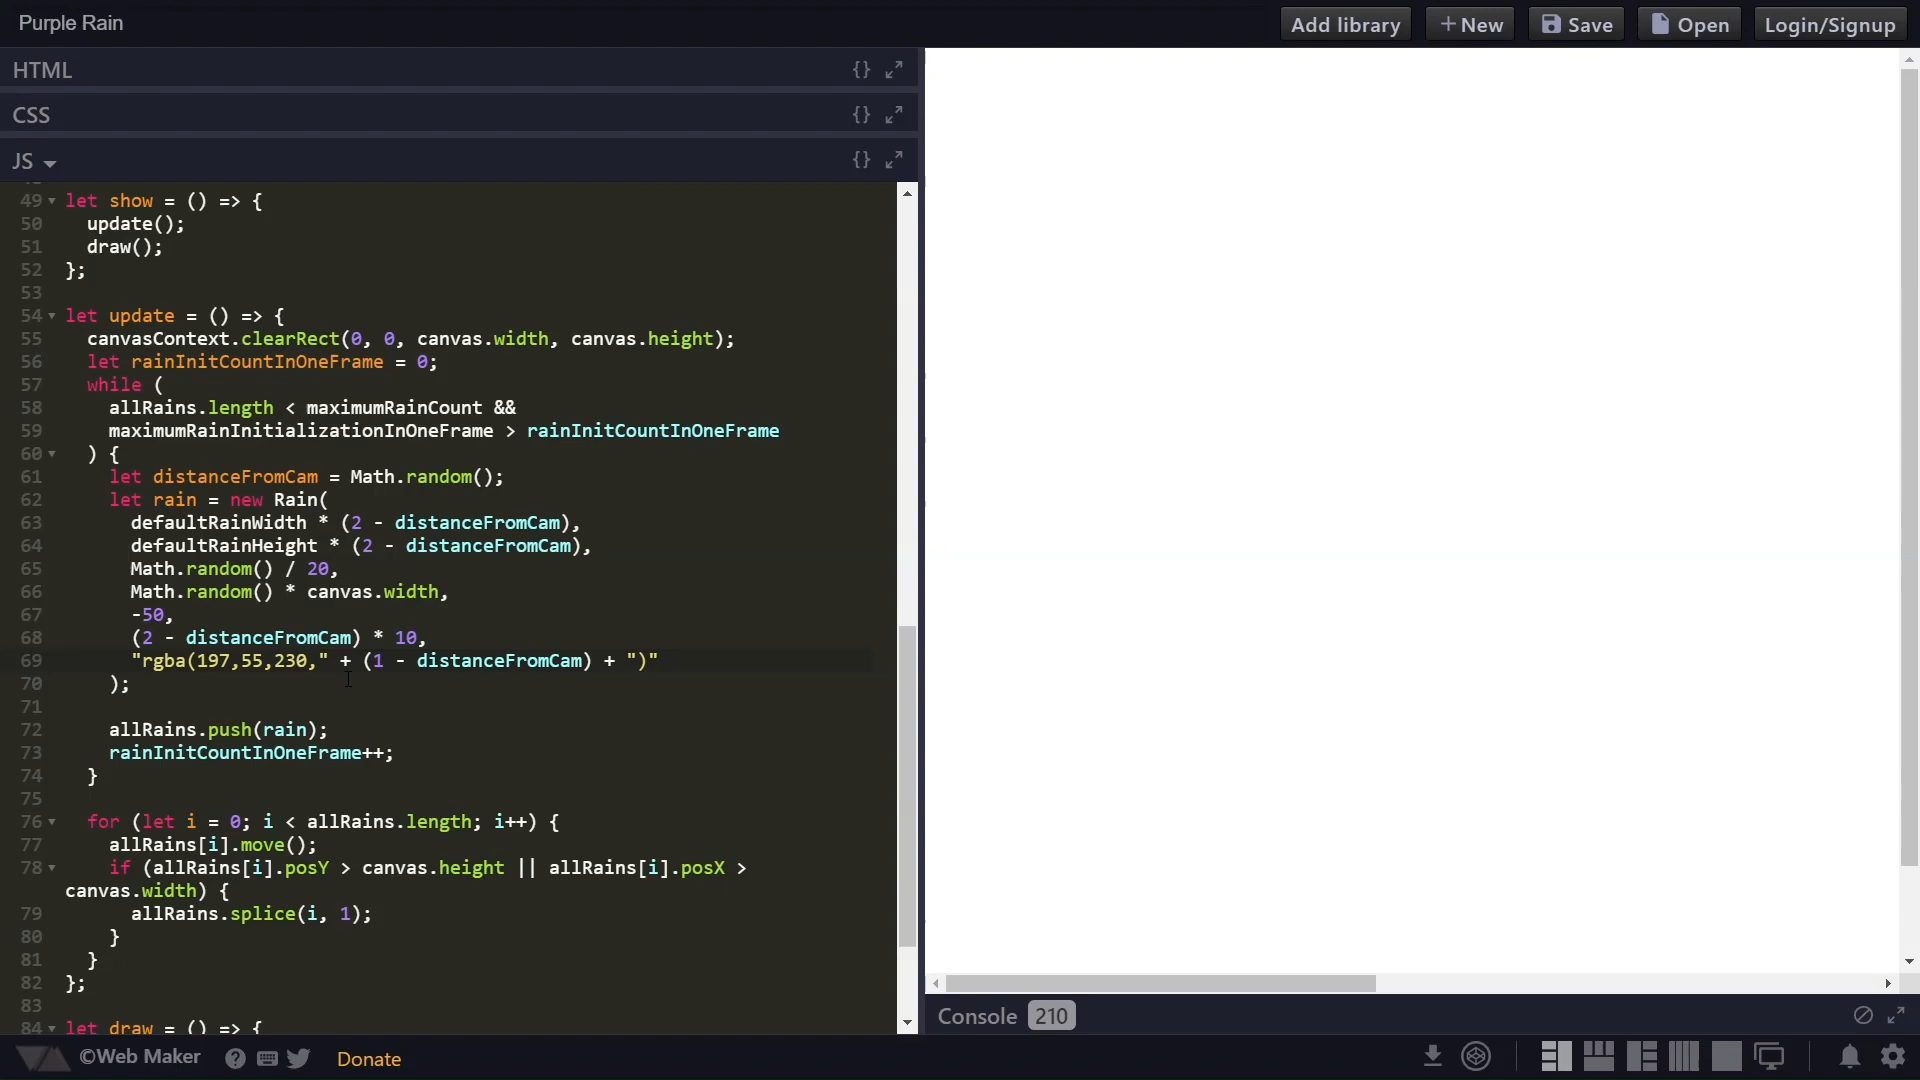 Purple Rain
Add library
+ New
Save
Open
Login/Signup
HTML
{}
CSS
{}
JS
{}
49 let show = () => {
50 update();
51 draw();
52 };
53
54 let update = () => {
55 canvasContext.clearRect(0, 0, canvas.width, canvas.height);
56 let rainInitCountInOneFrame = 0;
57 while (
58 allRains.length < maximumRainCount &&
59 maximumRainInitializationInOneFrame > rainInitCountInOneFrame
60 ) {
61 let distanceFromCam = Math.random();
62 let rain = new Rain(
63 defaultRainWidth * (2 - distanceFromCam),
64 defaultRainHeight * (2 - distanceFromCam),
65 Math.random() / 20,
66 Math.random() * canvas.width,
67 -50,
68 (2 - distanceFromCam) * 10,
69 "rgba(197,55,230," + (1 - distanceFromCam) + ")"
70 );
71
72 allRains.push(rain);
73 rainInitCountInOneFrame++;
74 }
75
76 for (let i = 0; i < allRains.length; i++) {
77 allRains[i].move();
78 if (allRains[i].posY > canvas.height || allRains[i].posX >
canvas.width) {
79 allRains.splice(i, 1);
80 }
81 }
82 };
83
84 let draw = () => {
Console 210
©Web Maker
?
Donate